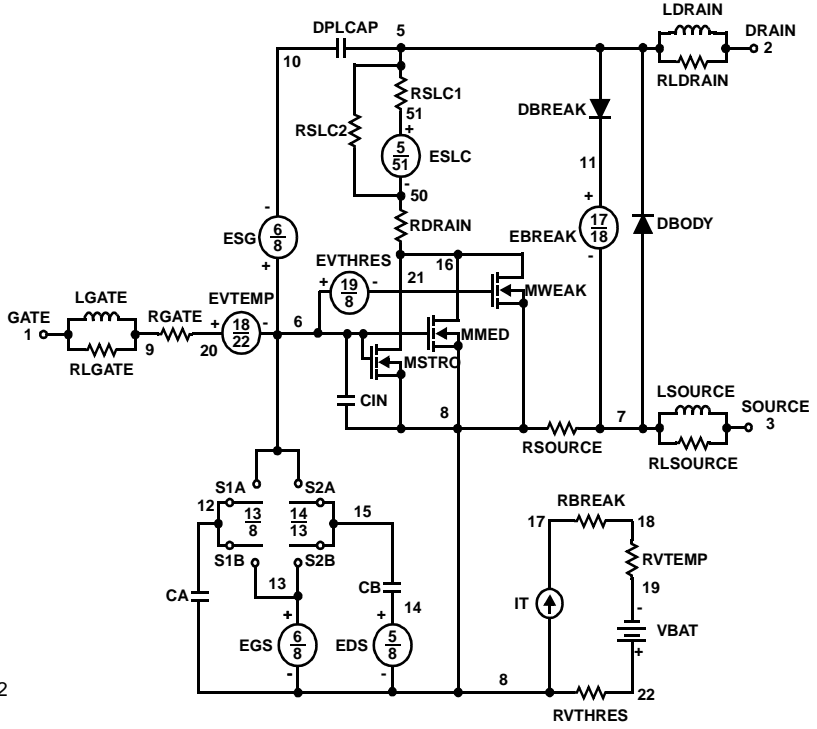 DPLCAP 5 LDRAIN DRAIN
10 2
RLDRAIN
RSLC1
51
RSLC2
+
5
51
ESLC
-
50
DBREAK
11
+
17
18
EBREAK
-
DBODY
RDRAIN
-
ESG 6
8
+
EVTHRES
16
21
+ 19
8 -
MWEAK
LGATE
GATE
1
RGATE EVTEMP
+ 18
22 -
6
9 20
RLGATE
MMED
MSTRO
CIN
8
7
LSOURCE
SOURCE
3
RSOURCE
RLSOURCE
S1A S2A
12 13
8
14
13
15
S1B S2B
13
CA CB
14
+ +
EGS 6
8
EDS 5
8
- -
8
RBREAK
17 18
RVTEMP
19
IT
-
VBAT
+
22
RVTHRES
2